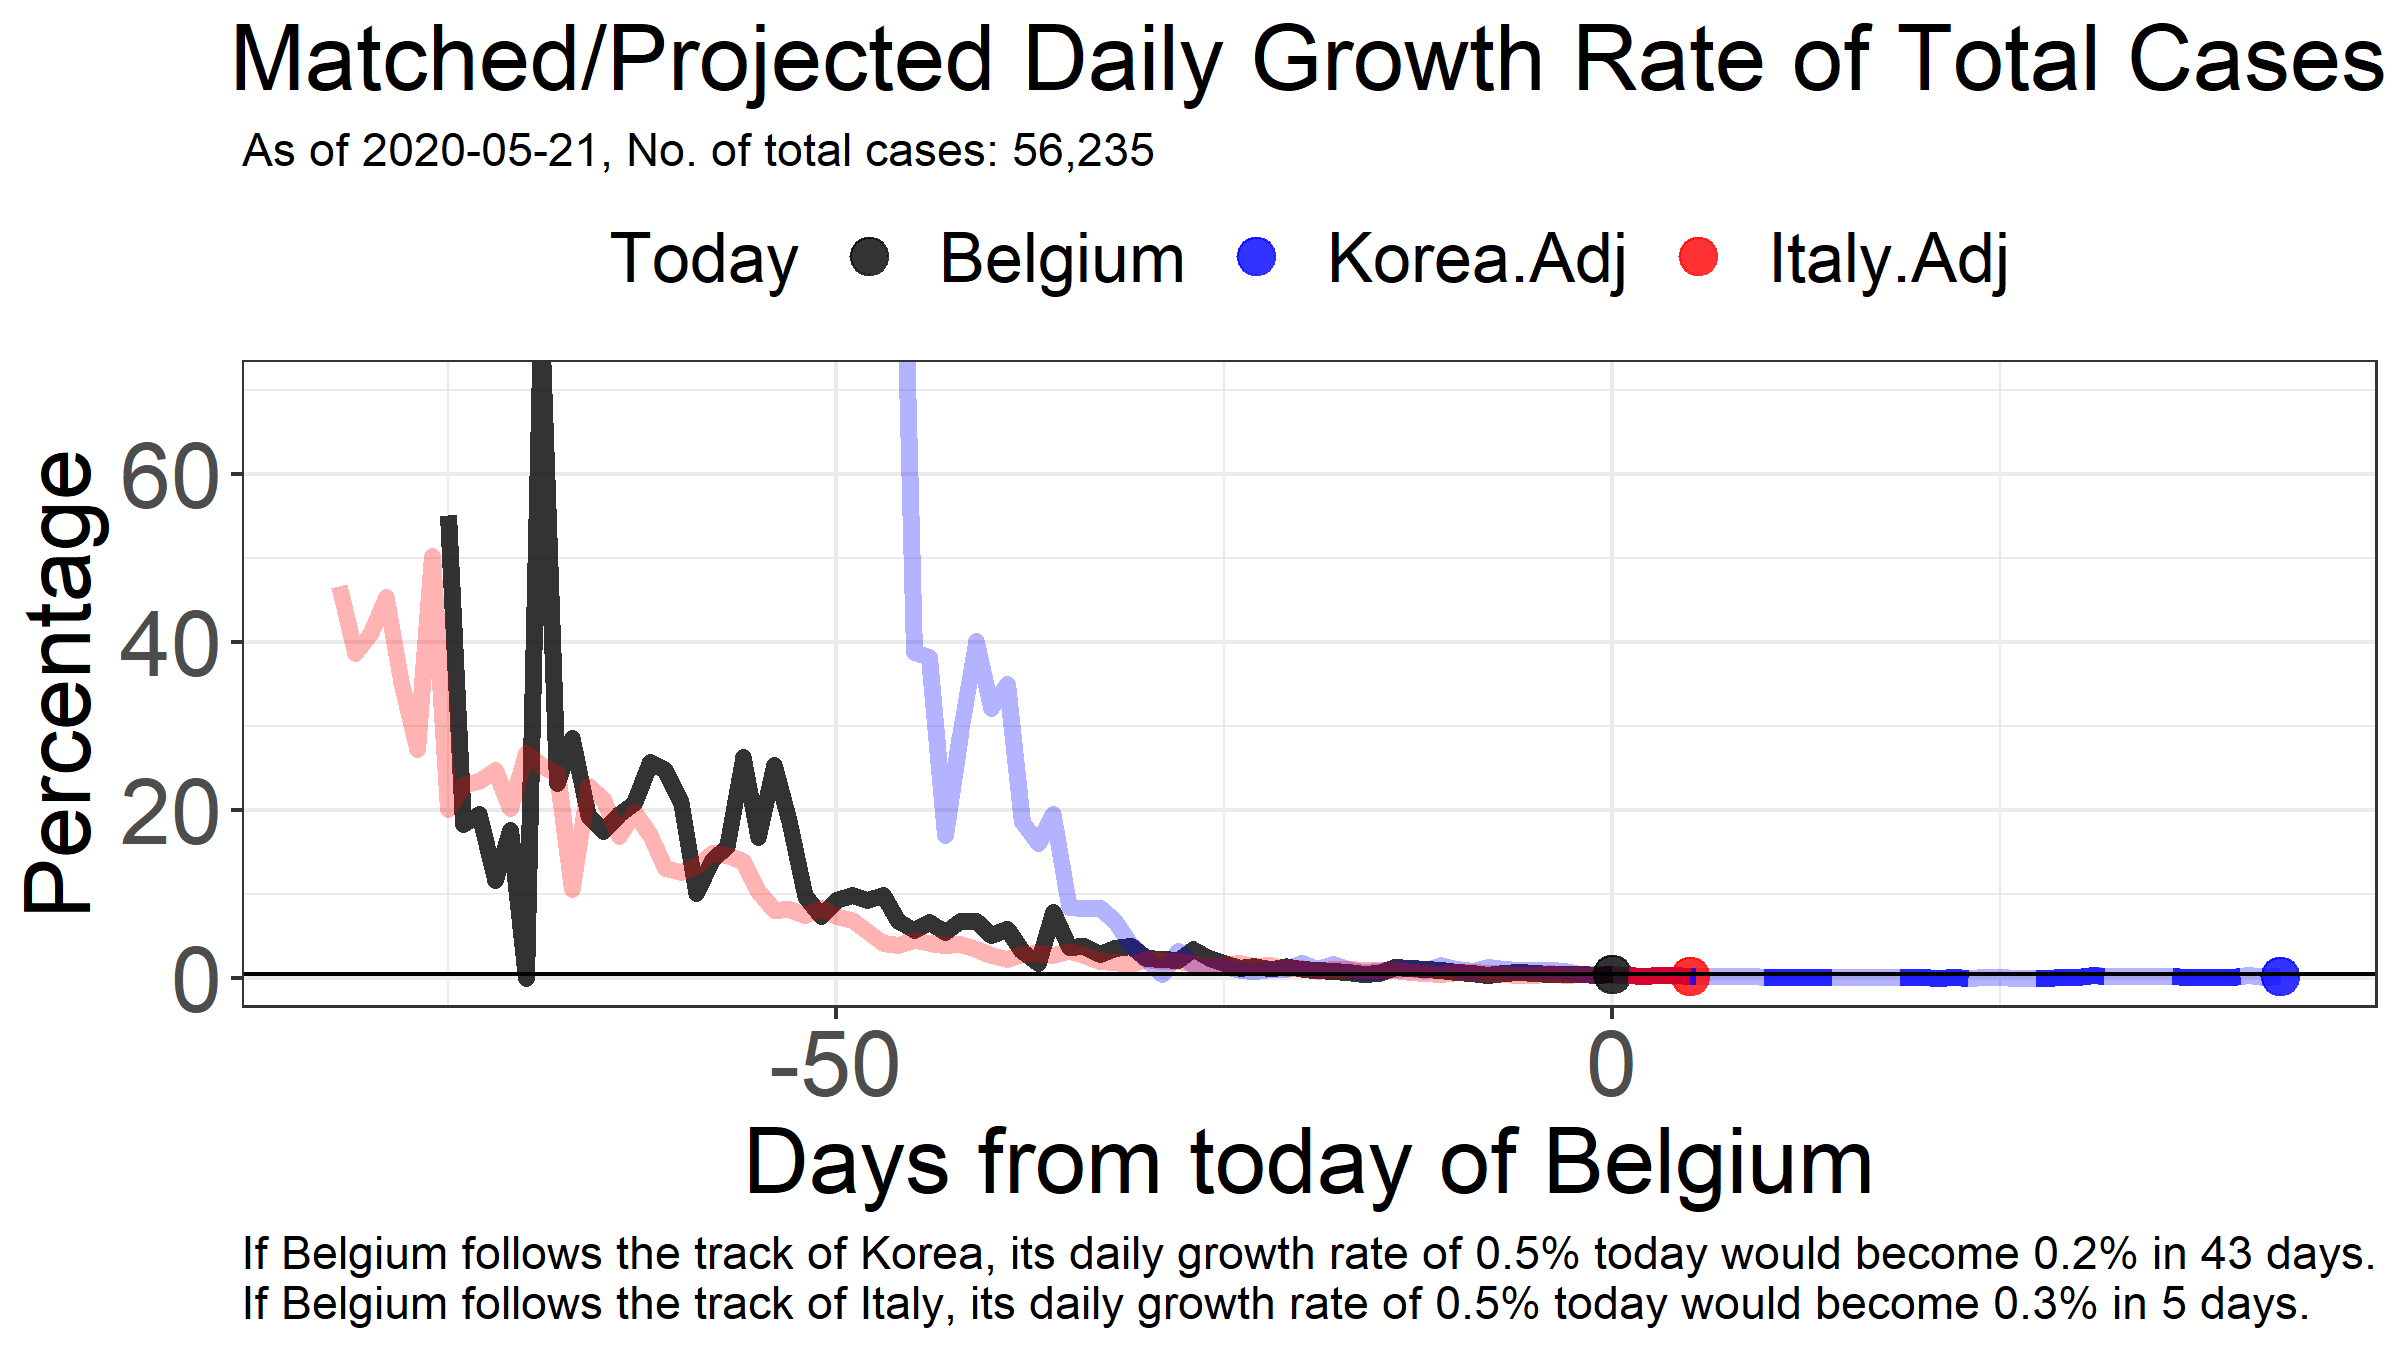 Matched/Projected Daily Growth Rate of Total Cases
As of 2020-05-21, No. of total cases: 56,235
Today Belgium Korea.Adj Italy.Adj
Percentage
60
40
20
0
-50 0
Days from today of Belgium
If Belgium follows the track of Korea, its daily growth rate of 0.5% today would become 0.2% in 43 days.
If Belgium follows the track of Italy, its daily growth rate of 0.5% today would become 0.3% in 5 days.